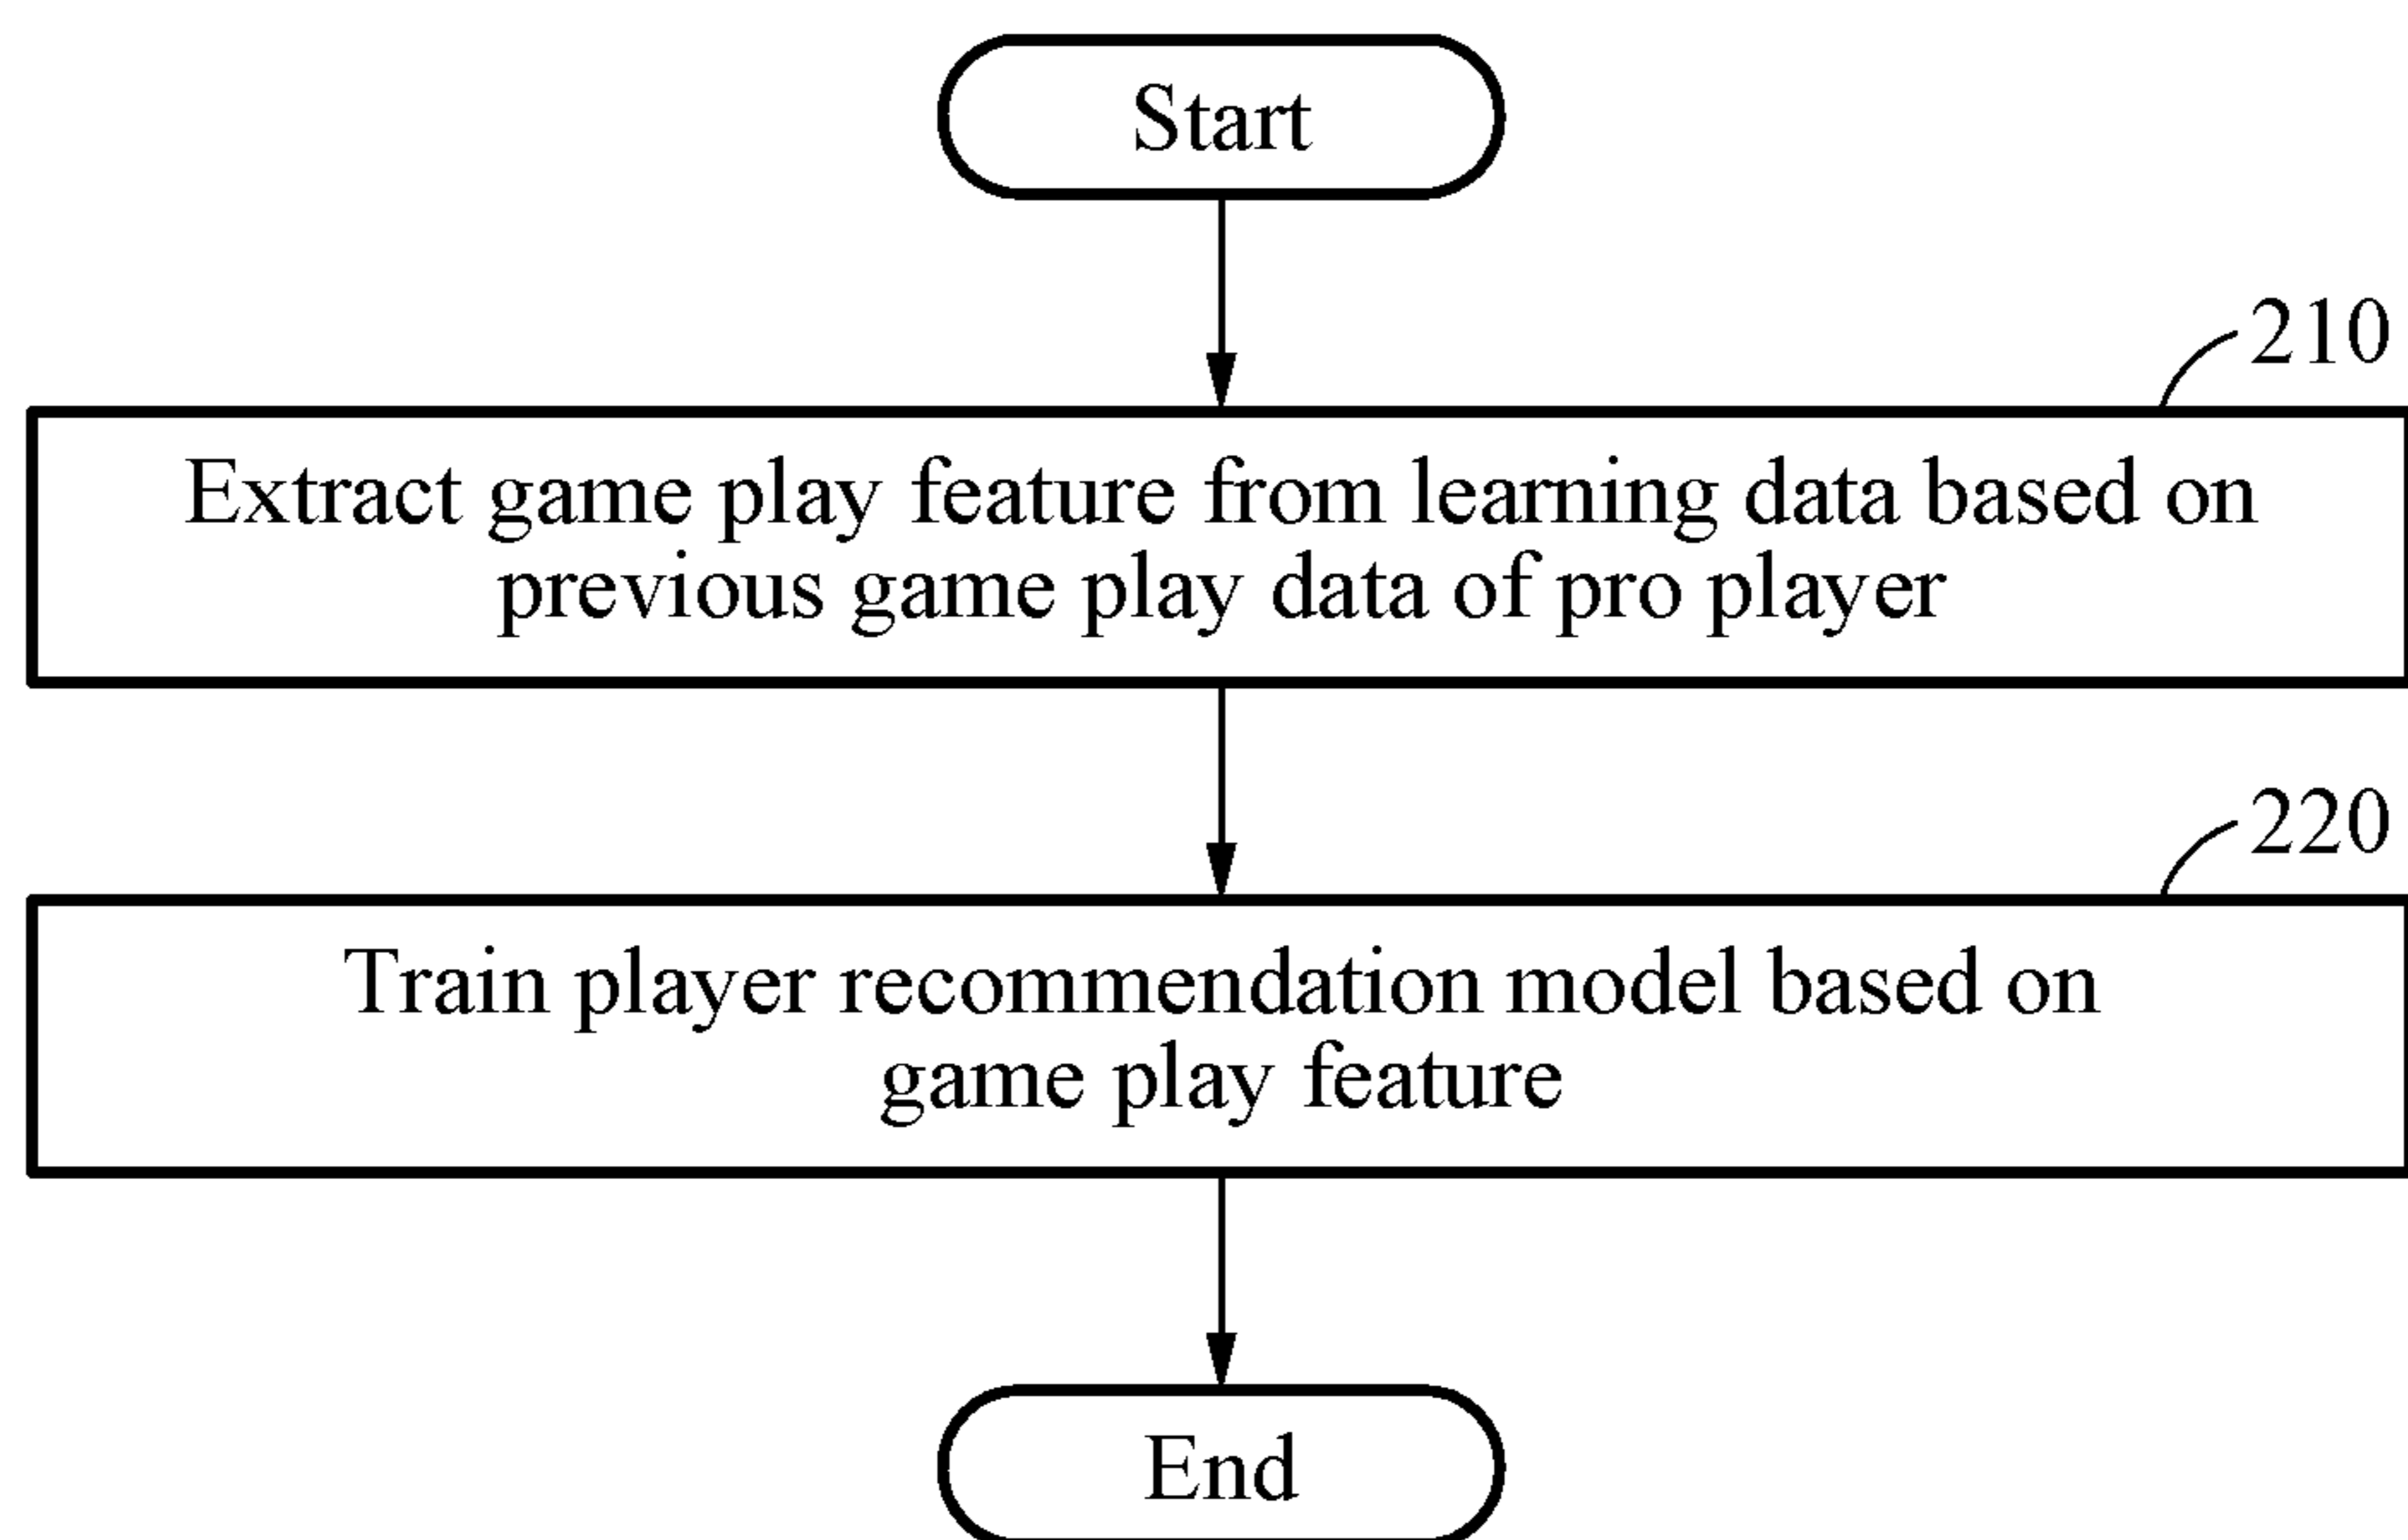 Start
210
Extract game play feature from learning data based on
previous game play data of pro player
220
Train player recommendation model based on
game play feature
End